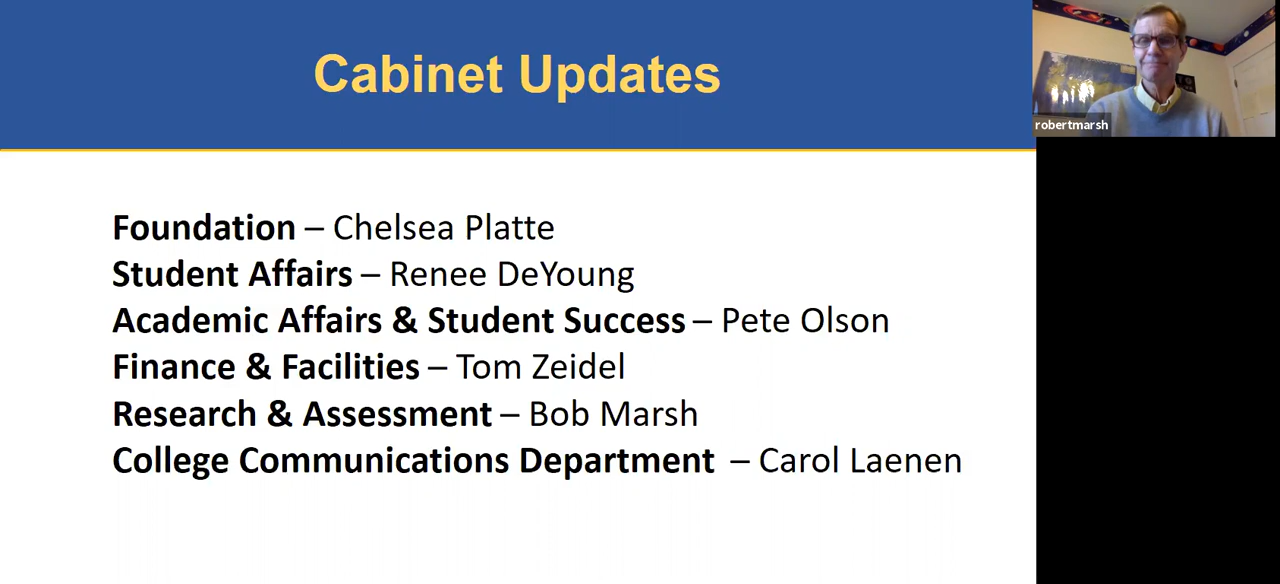 Cabinet Updates
robertmarsh
Foundation – Chelsea Platte
Student Affairs – Renee DeYoung
Academic Affairs & Student Success – Pete Olson
Finance & Facilities – Tom Zeidel
Research & Assessment – Bob Marsh
College Communications Department – Carol Laenen